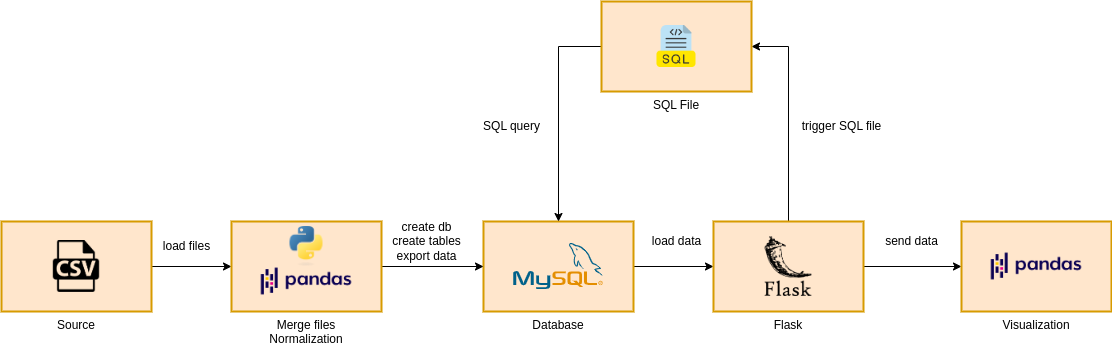 SQL
SQL File
SQL query
trigger SQL file
CSV
load files
pandas
create db
create tables
export data
MySQL
load data
Flask
send data
pandas
Source
Merge files
Normalization
Database
Flask
Visualization